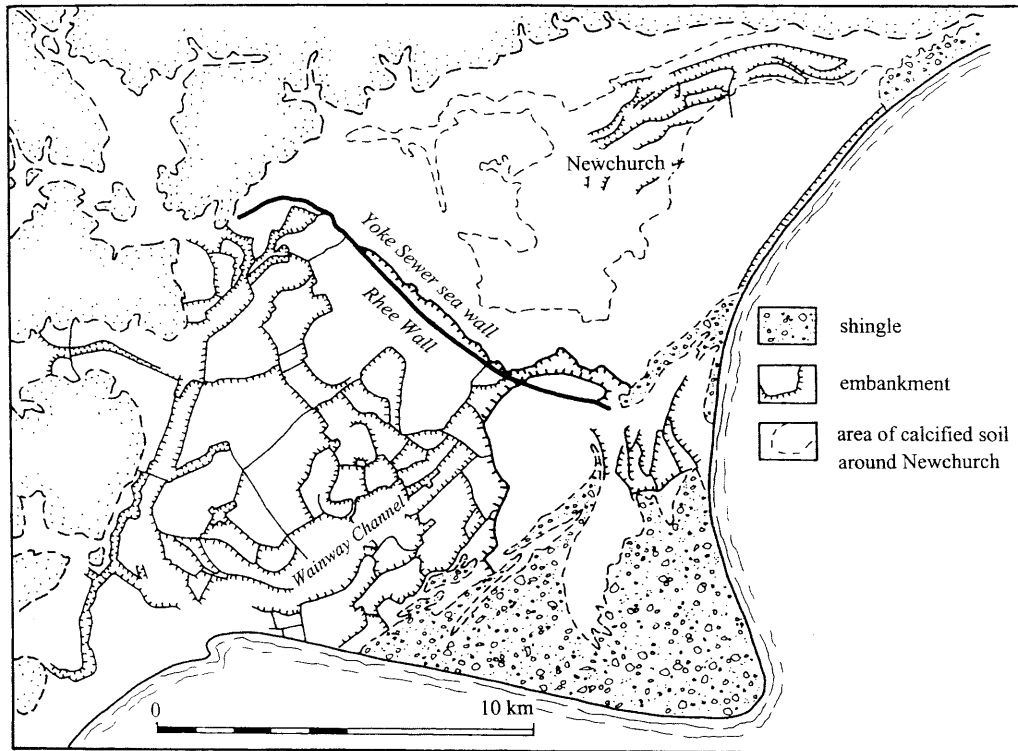 Newchurch
Yoke Sewer sea wall
Rhee Wall
shingle
embankment
area of calcified soil
around Newchurch
Wainway Channel
0 10 km